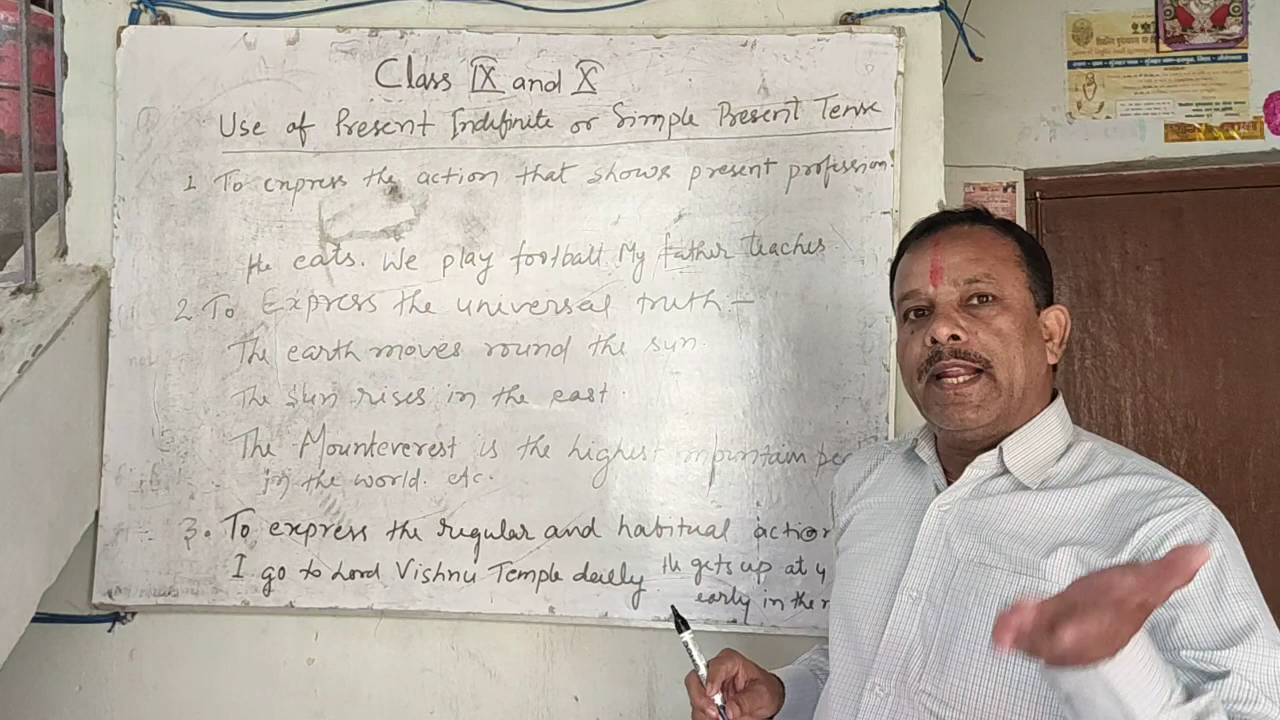 Class IX and X
Use of Present Indefinite or Simple Present Tense
1 To express the action that shows present profession.
He eats. We play football. My father teaches.
2. To Express the universal truth -
The earth moves round the sun.
The Sun rises in the east.
The Mounteverest is the highest mountain
in the world. etc.
3. To express the regular and habitual action
I go to Lord Vishnu Temple daily. He gets up at 4
early in the